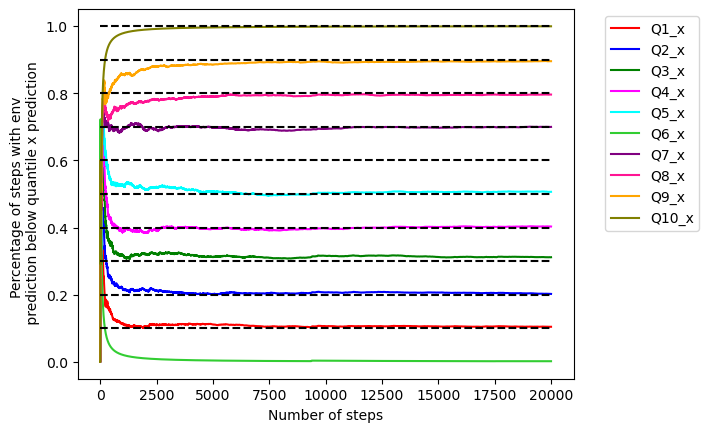 Percentage of steps with env
prediction below quantile x prediction
1.0
0.8
0.6
0.4
0.2
0.0
0
2500
5000
7500
10000
12500
15000
17500
20000
Number of steps
Q1_x
Q2_x
Q3_x
Q4_x
Q5_x
Q6_x
Q7_x
Q8_x
Q9_x
Q10_x